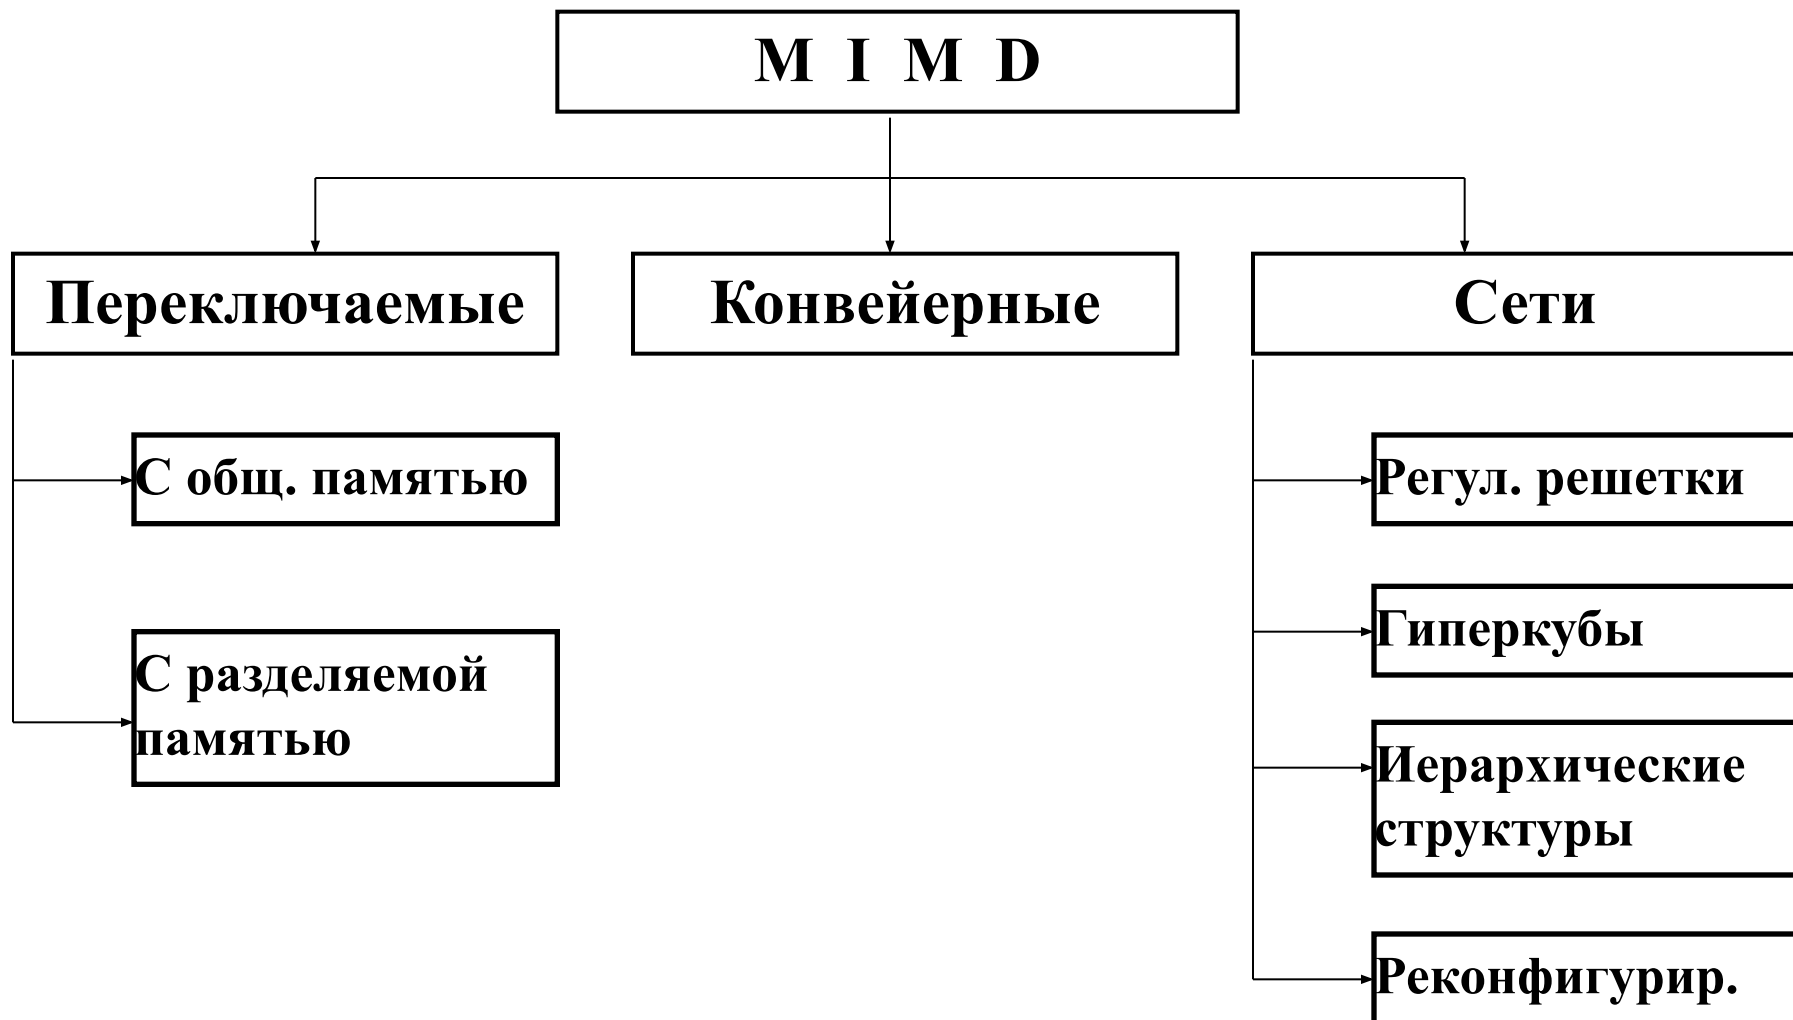 M I M D
Переключаемые
Конвейерные
Сети
С общ. памятью
С разделяемой
памятью
Регул. решетки
Гиперкубы
Иерархические
структуры
Реконфигурир.